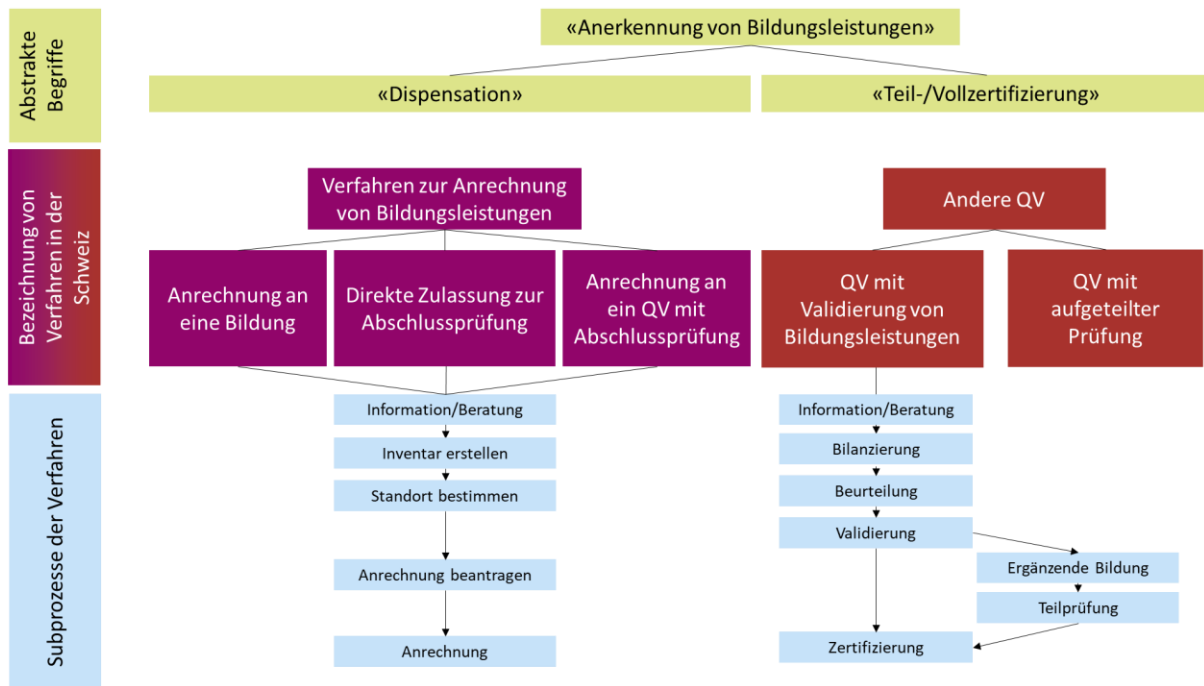 Abstrakte
Begriffe
«Anerkennung von Bildungsleistungen»
«Dispensation»
«Teil-/Vollzertifizierung»
Bezeichnung von
Verfahren in der
Schweiz
Verfahren zur Anrechnung
von Bildungsleistungen
Andere QV
Anrechnung an
eine Bildung
Direkte Zulassung zur
Abschlussprüfung
Anrechnung an
ein QV mit
Abschlussprüfung
QV mit
Validierung von
Bildungsleistungen
QV mit
aufgeteilter
Prüfung
Subprozesse der Verfahren
Information/Beratung
Inventar erstellen
Standort bestimmen
Anrechnung beantragen
Anrechnung
Information/Beratung
Bilanzierung
Beurteilung
Validierung
Ergänzende Bildung
Teilprüfung
Zertifizierung